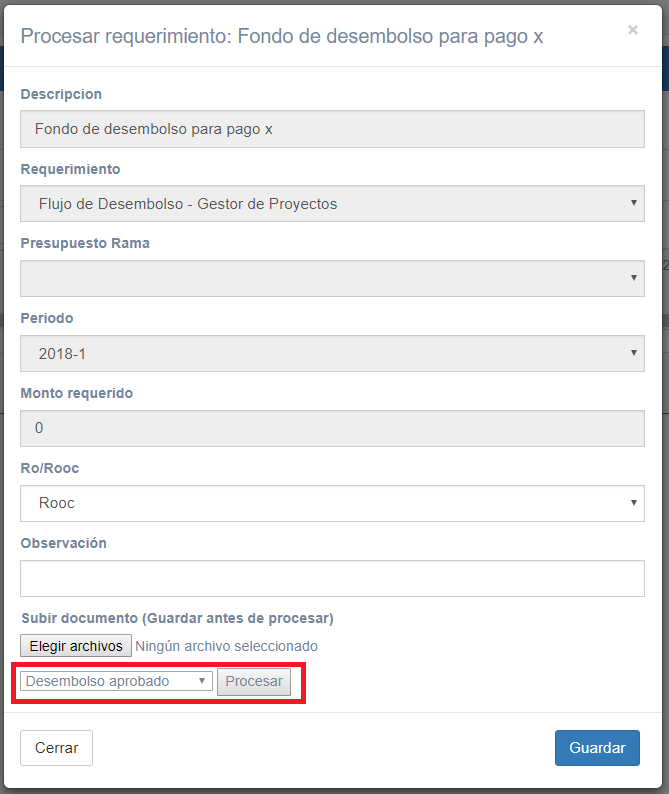 Procesar requerimiento: Fondo de desembolso para pago x
×
Descripcion
Fondo de desembolso para pago x
Requerimiento
Flujo de Desembolso - Gestor de Proyectos
Presupuesto Rama
Periodo
2018-1
Monto requerido
0
Ro/Rooc
Rooc
Observación
Subir documento (Guardar antes de procesar)
Elegir archivos Ningún archivo seleccionado
Desembolso aprobado Procesar
Cerrar Guardar